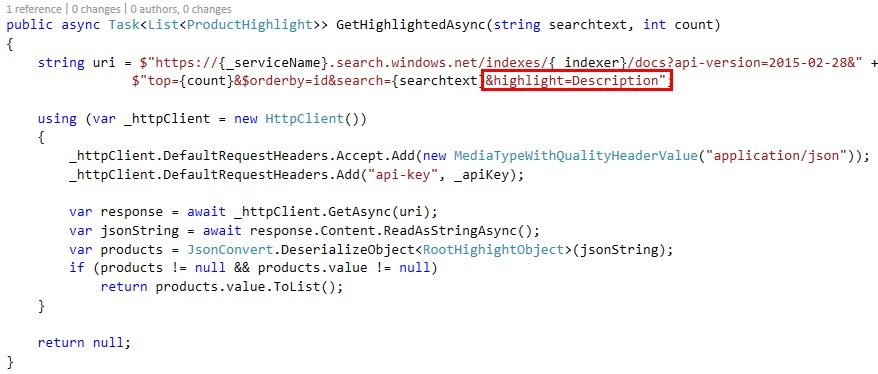 1 reference | 0 changes | 0 authors, 0 changes
public async Task<List<ProductHighlight>> GetHighlightedAsync(string searchtext, int count)
{
string uri = $"https://{_serviceName}.search.windows.net/indexes/{_indexer}/docs?api-version=2015-02-28&" +
$"top={count}&$orderby=id&search={searchtext}&highlight=Description";
using (var _httpClient = new HttpClient())
{
_httpClient.DefaultRequestHeaders.Accept.Add(new MediaTypeWithQualityHeaderValue("application/json"));
_httpClient.DefaultRequestHeaders.Add("api-key", _apiKey);
var response = await _httpClient.GetAsync(uri);
var jsonString = await response.Content.ReadAsStringAsync();
var products = JsonConvert.DeserializeObject<RootHighightObject>(jsonString);
if (products != null && products.value != null)
return products.value.ToList();
}
return null;
}